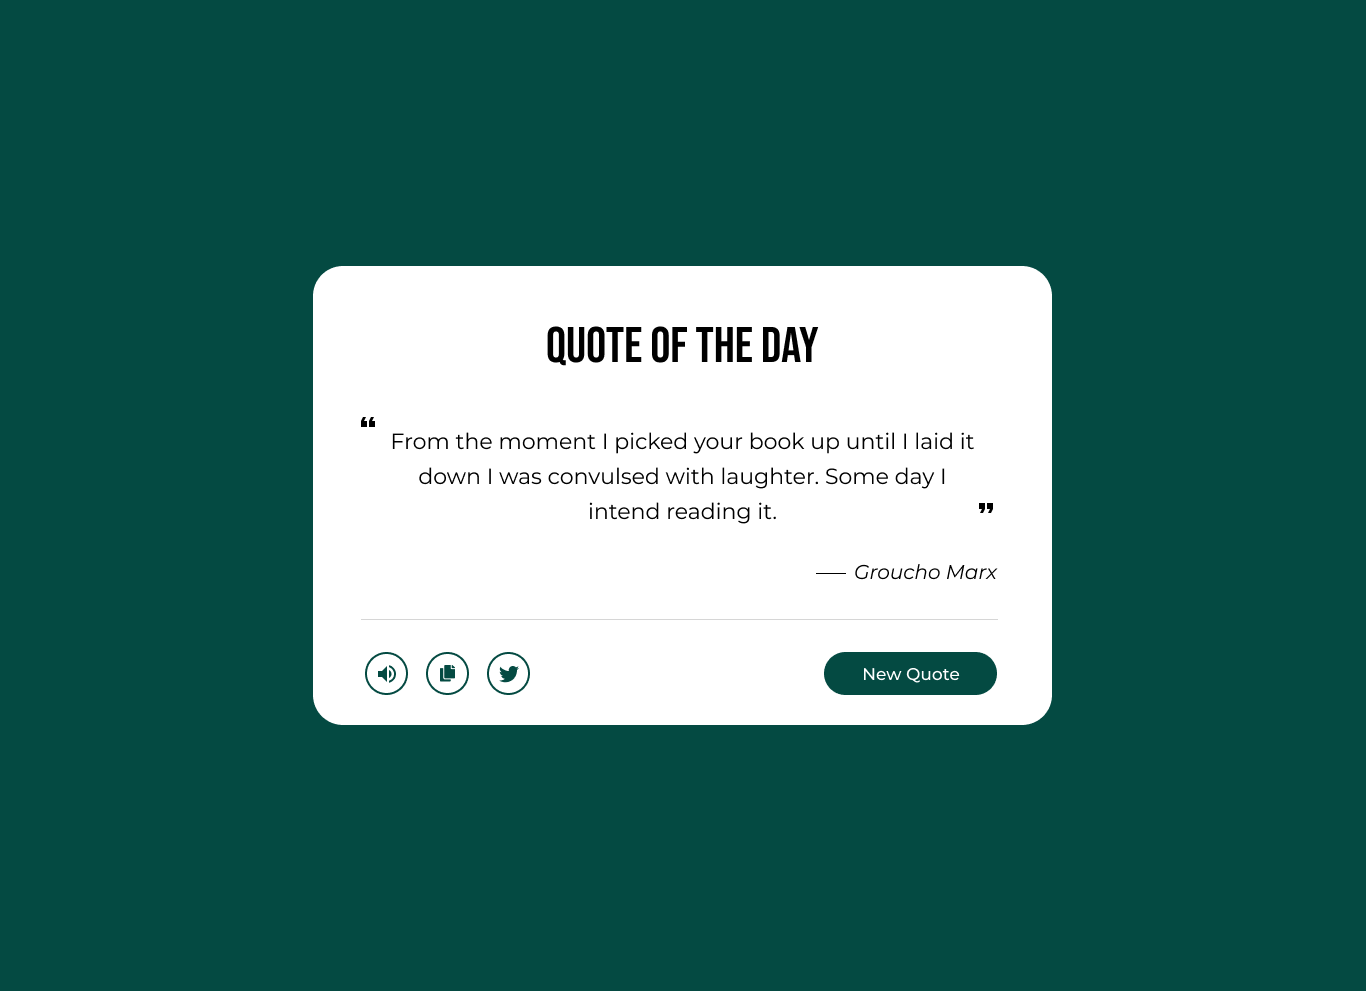 QUOTE OF THE DAY
“ From the moment I picked your book up until I laid it
down I was convulsed with laughter. Some day I
intend reading it. ”
— Groucho Marx
New Quote